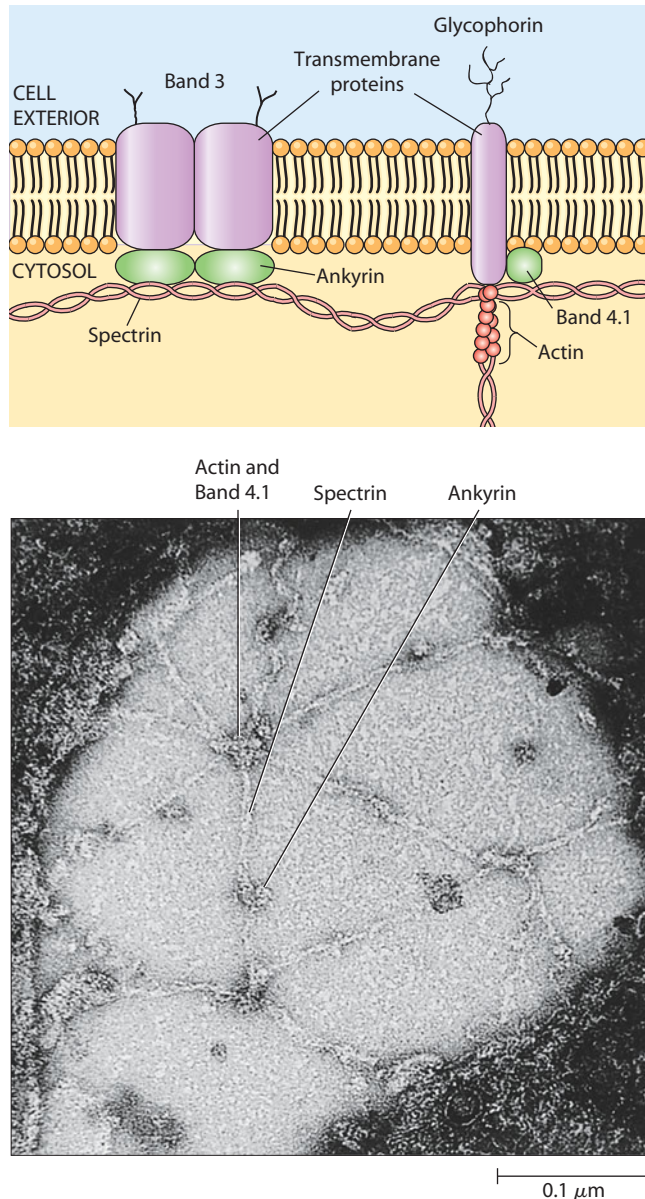 Glycophorin
Transmembrane
proteins
Band 3
CELL
EXTERIOR
CYTOSOL
Ankyrin
Spectrin
Band 4.1
Actin
Actin and
Band 4.1
Spectrin
Ankyrin
0.1 μm